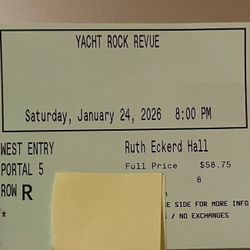 YACHT ROCK REVUE
Saturday, January 24, 2026 8:00 PM
WEST ENTRY Ruth Eckerd Hall
PORTAL 5 Full Price $58.75
ROW R 8
* SIDE FOR MORE INFO
/ NO EXCHANGES